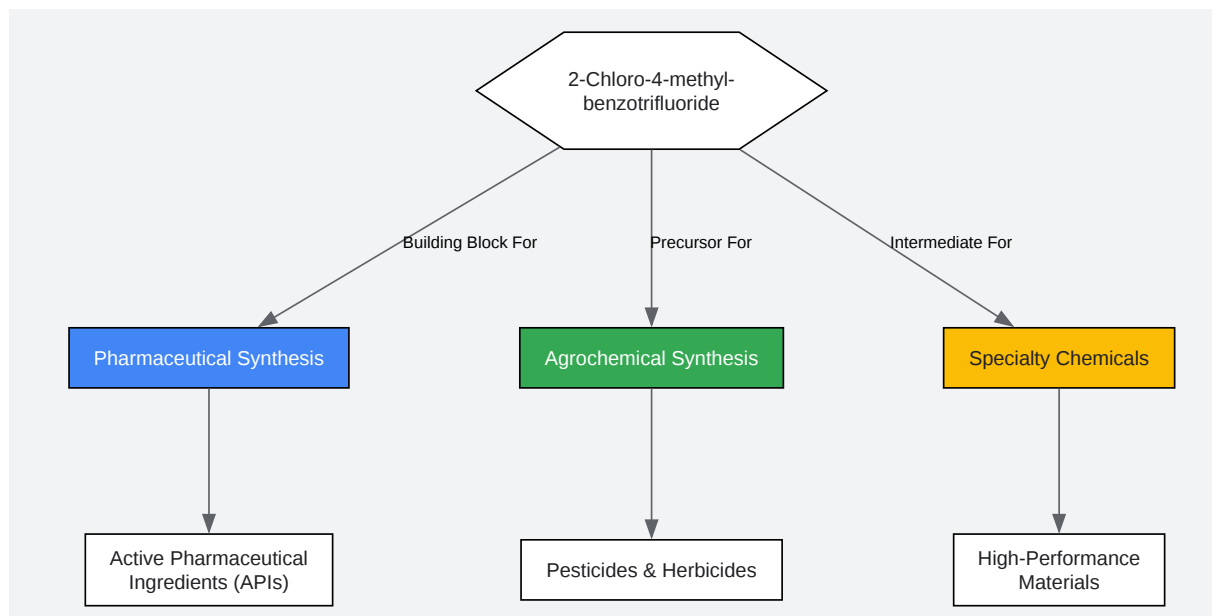 2-Chloro-4-methyl-
benzotrifluoride
Building Block For
Precursor For
Intermediate For
Pharmaceutical Synthesis
Agrochemical Synthesis
Specialty Chemicals
Active Pharmaceutical
Ingredients (APIs)
Pesticides & Herbicides
High-Performance
Materials